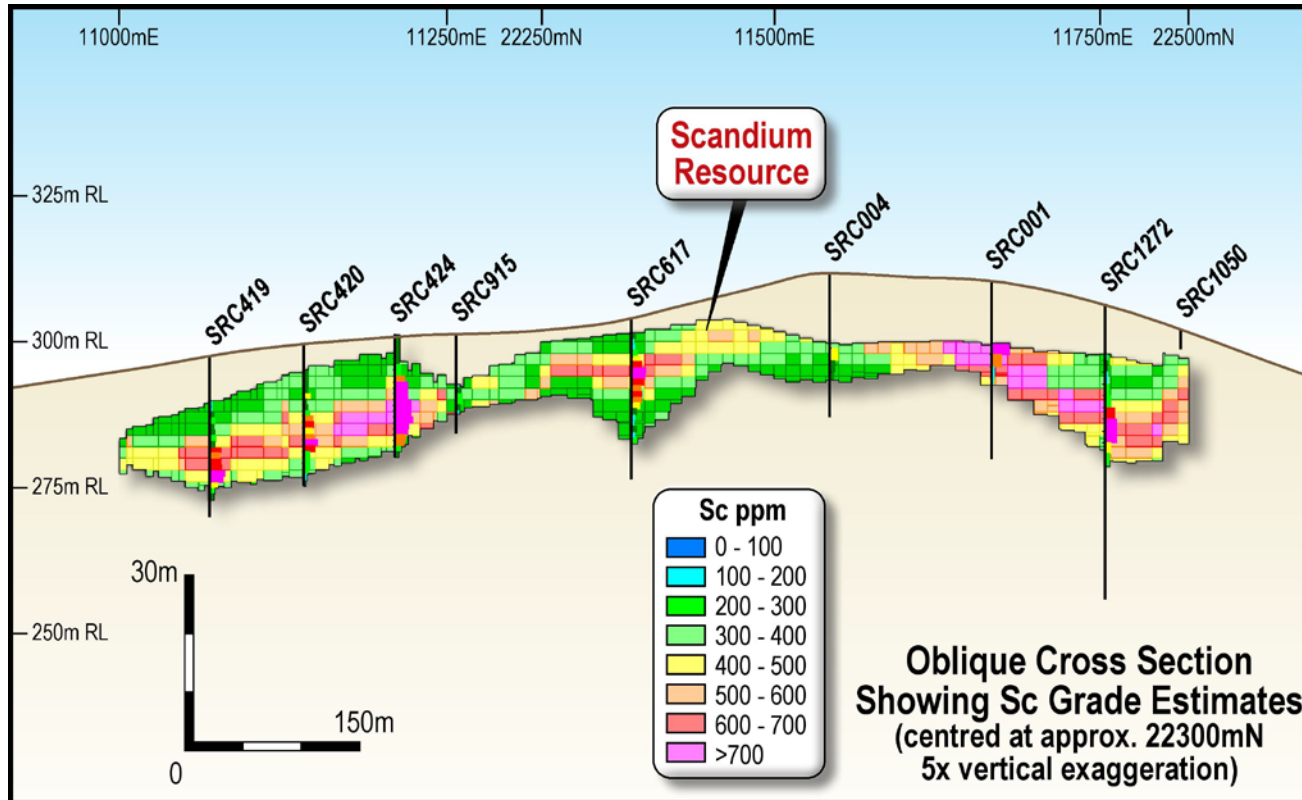 11000mE
11250mE
22250mN
11500mE
11750mE
22500mN
Scandium
Resource
325m RL
300m RL
275m RL
250m RL
SRC419
SRC420
SRC424
SRC915
SRC617
SRC004
SRC001
SRC1272
SRC1050
30m
150m
0
Sc ppm
0 - 100
100 - 200
200 - 300
300 - 400
400 - 500
500 - 600
600 - 700
>700
Oblique Cross Section
Showing Sc Grade Estimates
(centred at approx. 22300mN
5x vertical exaggeration)